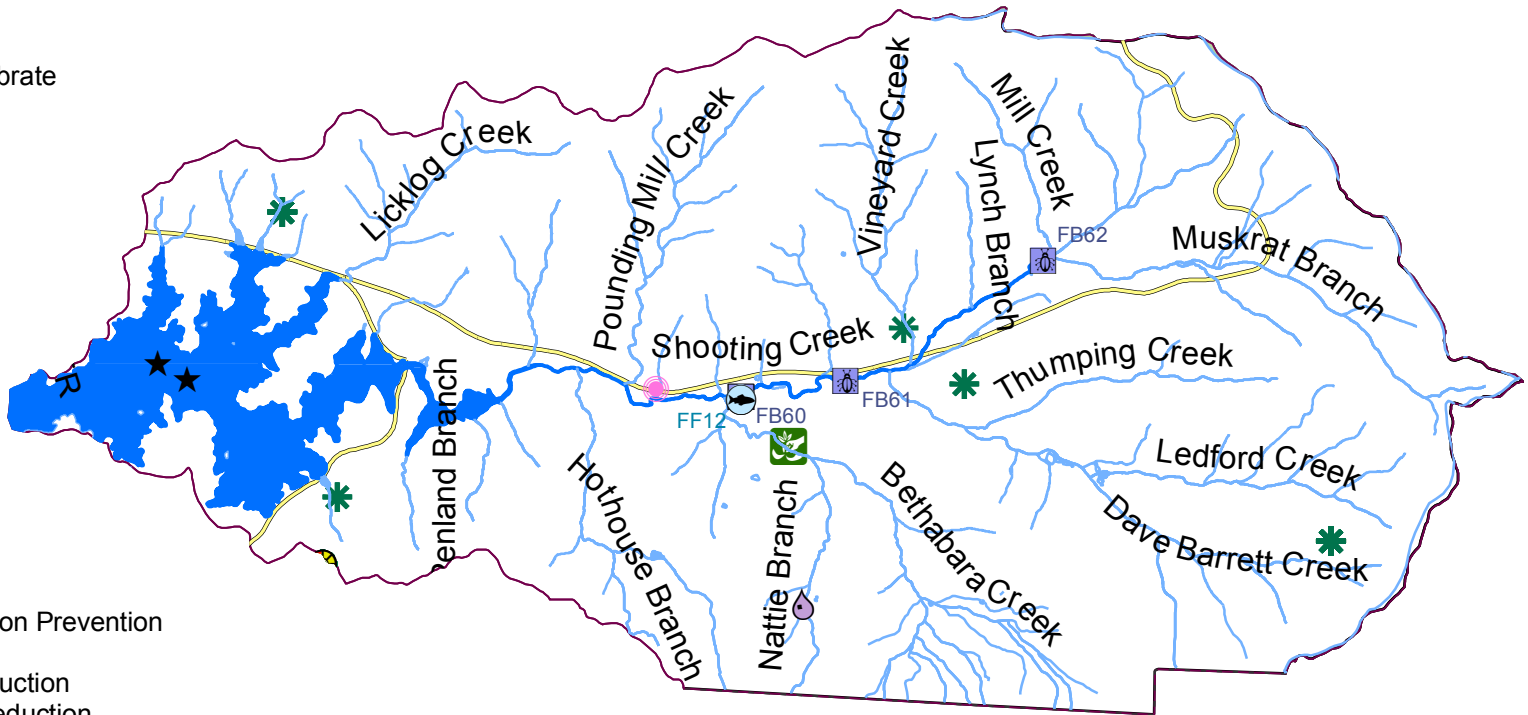 brate
Licklog Creek
Pounding Mill Creek
Vineyard Creek
Mill Creek
Lynch Branch
FB62
Muskrat Branch
Shooting Creek
Thumping Creek
R
FF12
FB60
FB61
enland Branch
Hothouse Branch
Nattie Branch
Bethabara Creek
Ledford Creek
Dave Barrett Creek
on Prevention
uction
eduction